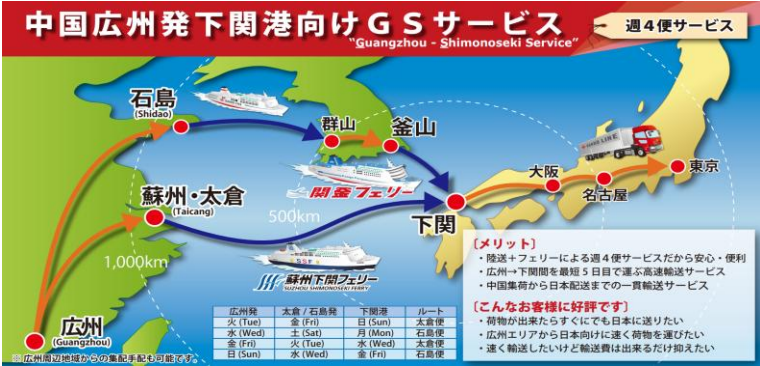 中国広州発下関港向けＧＳサービス
"Guangzhou - Shimonoseki Service"
週４便サービス
石島
(Shidao)
群山
釜山
関釜フェリー
蘇州・太倉
(Taicang)
500km
1,000km
下関
大阪
名古屋
東京
蘇州下関フェリー
SUZHOU SHIMONOSEKI FERRY
SSF
広州
(Guangzhou)
※ 広州周辺地域からの集配手配も可能です。
広州発 太倉 / 石島発 下関港 ルート
火 (Tue) 金 (Fri) 日 (Sun) 太倉便
水 (Wed) 土 (Sat) 月 (Mon) 石島便
金 (Fri) 火 (Tue) 水 (Wed) 太倉便
日 (Sun) 水 (Wed) 金 (Fri) 石島便
［メリット］
・陸送＋フェリーによる週４便サービスだから安心・便利
・広州→下関間を最短５日目で運ぶ高速輸送サービス
・中国集荷から日本配送までの一貫輸送サービス
［こんなお客様に好評です］
・荷物が出来たらすぐにでも日本に送りたい
・広州エリアから日本向けに速く荷物を運びたい
・速く輸送したいけど輸送費は出来るだけ抑えたい